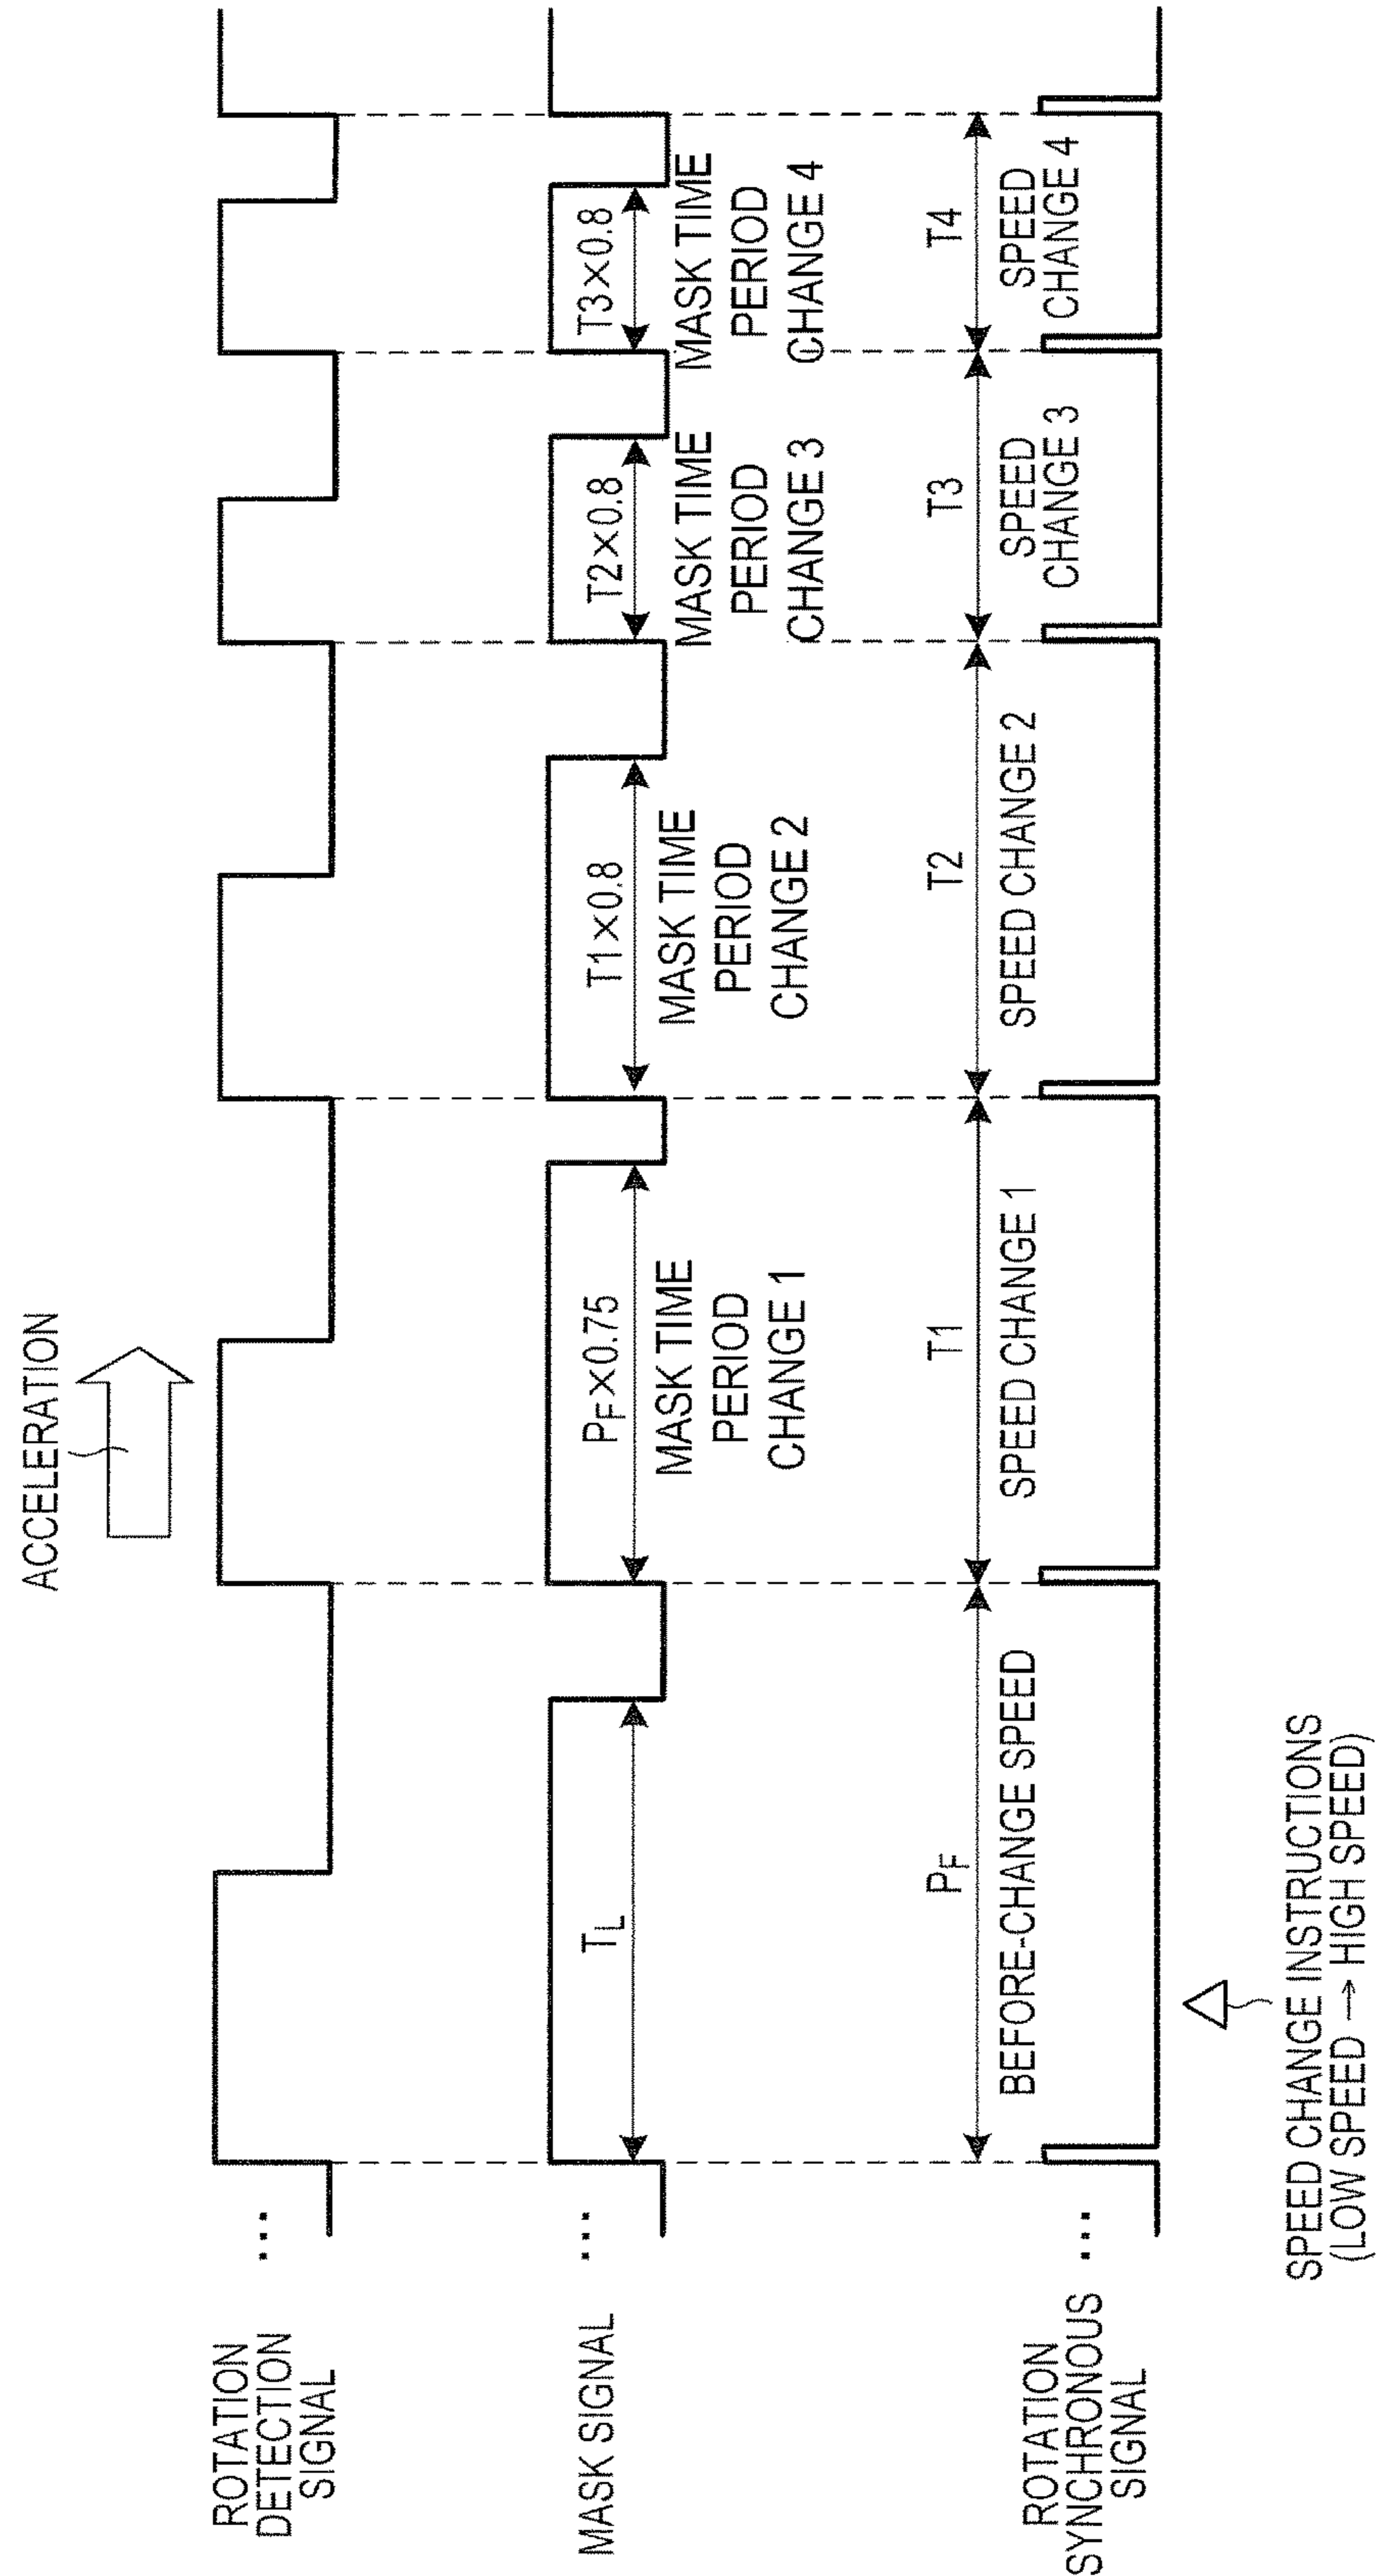 ACCELERATION
ROTATION
DETECTION
SIGNAL
...
MASK SIGNAL
...
TL
PF×0.75
MASK TIME
PERIOD
CHANGE 1
T1×0.8
MASK TIME
PERIOD
CHANGE 2
T2×0.8
MASK TIME
PERIOD
CHANGE 3
T3×0.8
MASK TIME
PERIOD
CHANGE 4
ROTATION
SYNCHRONOUS
SIGNAL
...
PF
BEFORE-CHANGE SPEED
T1
SPEED CHANGE 1
T2
SPEED CHANGE 2
T3
SPEED
CHANGE 3
T4
SPEED
CHANGE 4
SPEED CHANGE INSTRUCTIONS
(LOW SPEED → HIGH SPEED)